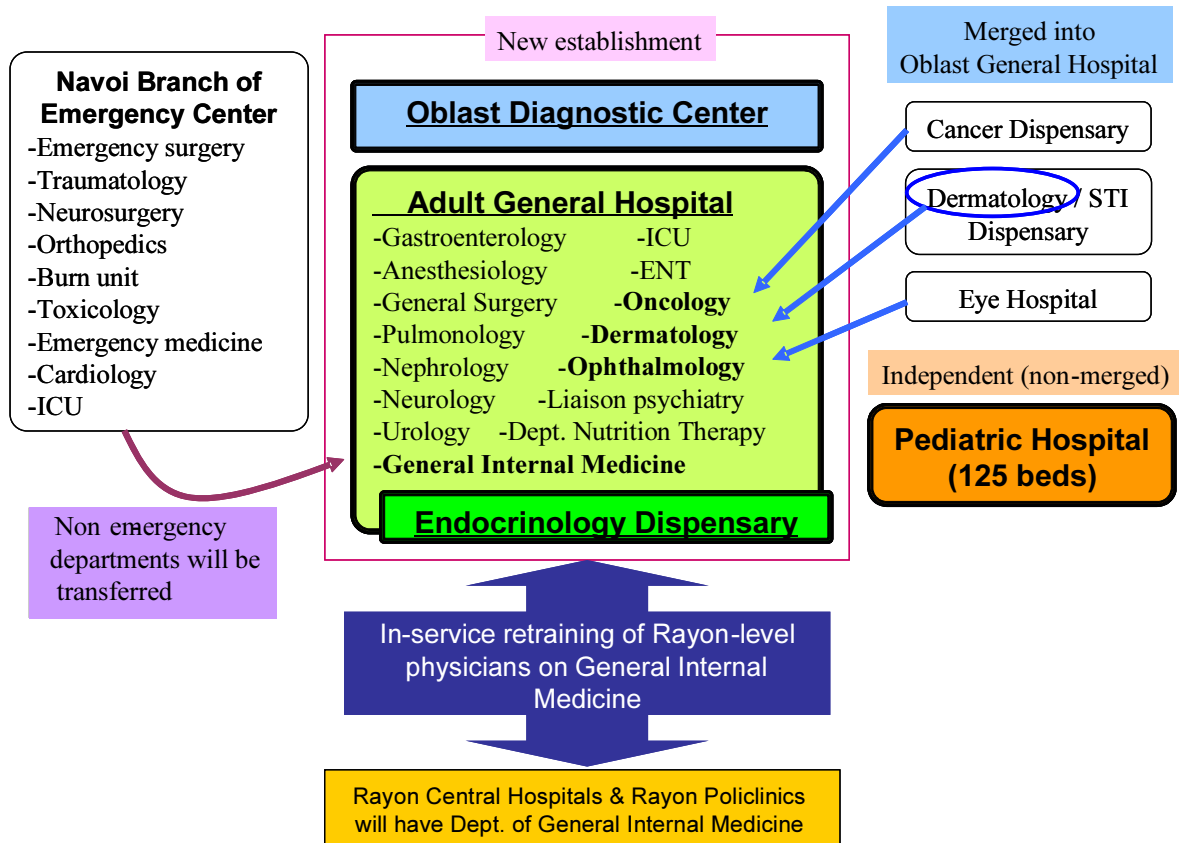 Navoi Branch of
Emergency Center
-Emergency surgery
-Traumatology
-Neurosurgery
-Orthopedics
-Burn unit
-Toxicology
-Emergency medicine
-Cardiology
-ICU
Non emergency
departments will be
transferred
New establishment
Oblast Diagnostic Center
Adult General Hospital
-Gastroenterology -ICU
-Anesthesiology -ENT
-General Surgery -Oncology
-Pulmonology -Dermatology
-Nephrology -Ophthalmology
-Neurology -Liaison psychiatry
-Urology -Dept. Nutrition Therapy
-General Internal Medicine
Endocrinology Dispensary
Merged into
Oblast General Hospital
Cancer Dispensary
Dermatology / STI
Dispensary
Eye Hospital
Independent (non-merged)
Pediatric Hospital
(125 beds)
In-service retraining of Rayon-level
physicians on General Internal
Medicine
Rayon Central Hospitals & Rayon Policlinics
will have Dept. of General Internal Medicine